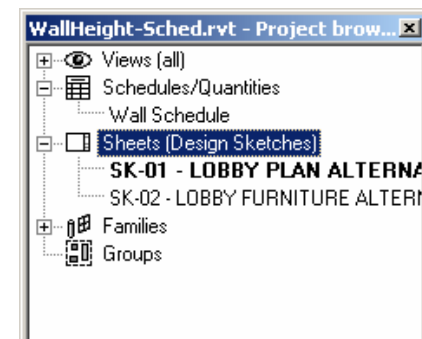 WallHeight-Sched.rvt - Project brow...
Views (all)
Schedules/Quantities
Wall Schedule
Sheets (Design Sketches)
SK-01 - LOBBY PLAN ALTERNA
SK-02 - LOBBY FURNITURE ALTER
Families
Groups